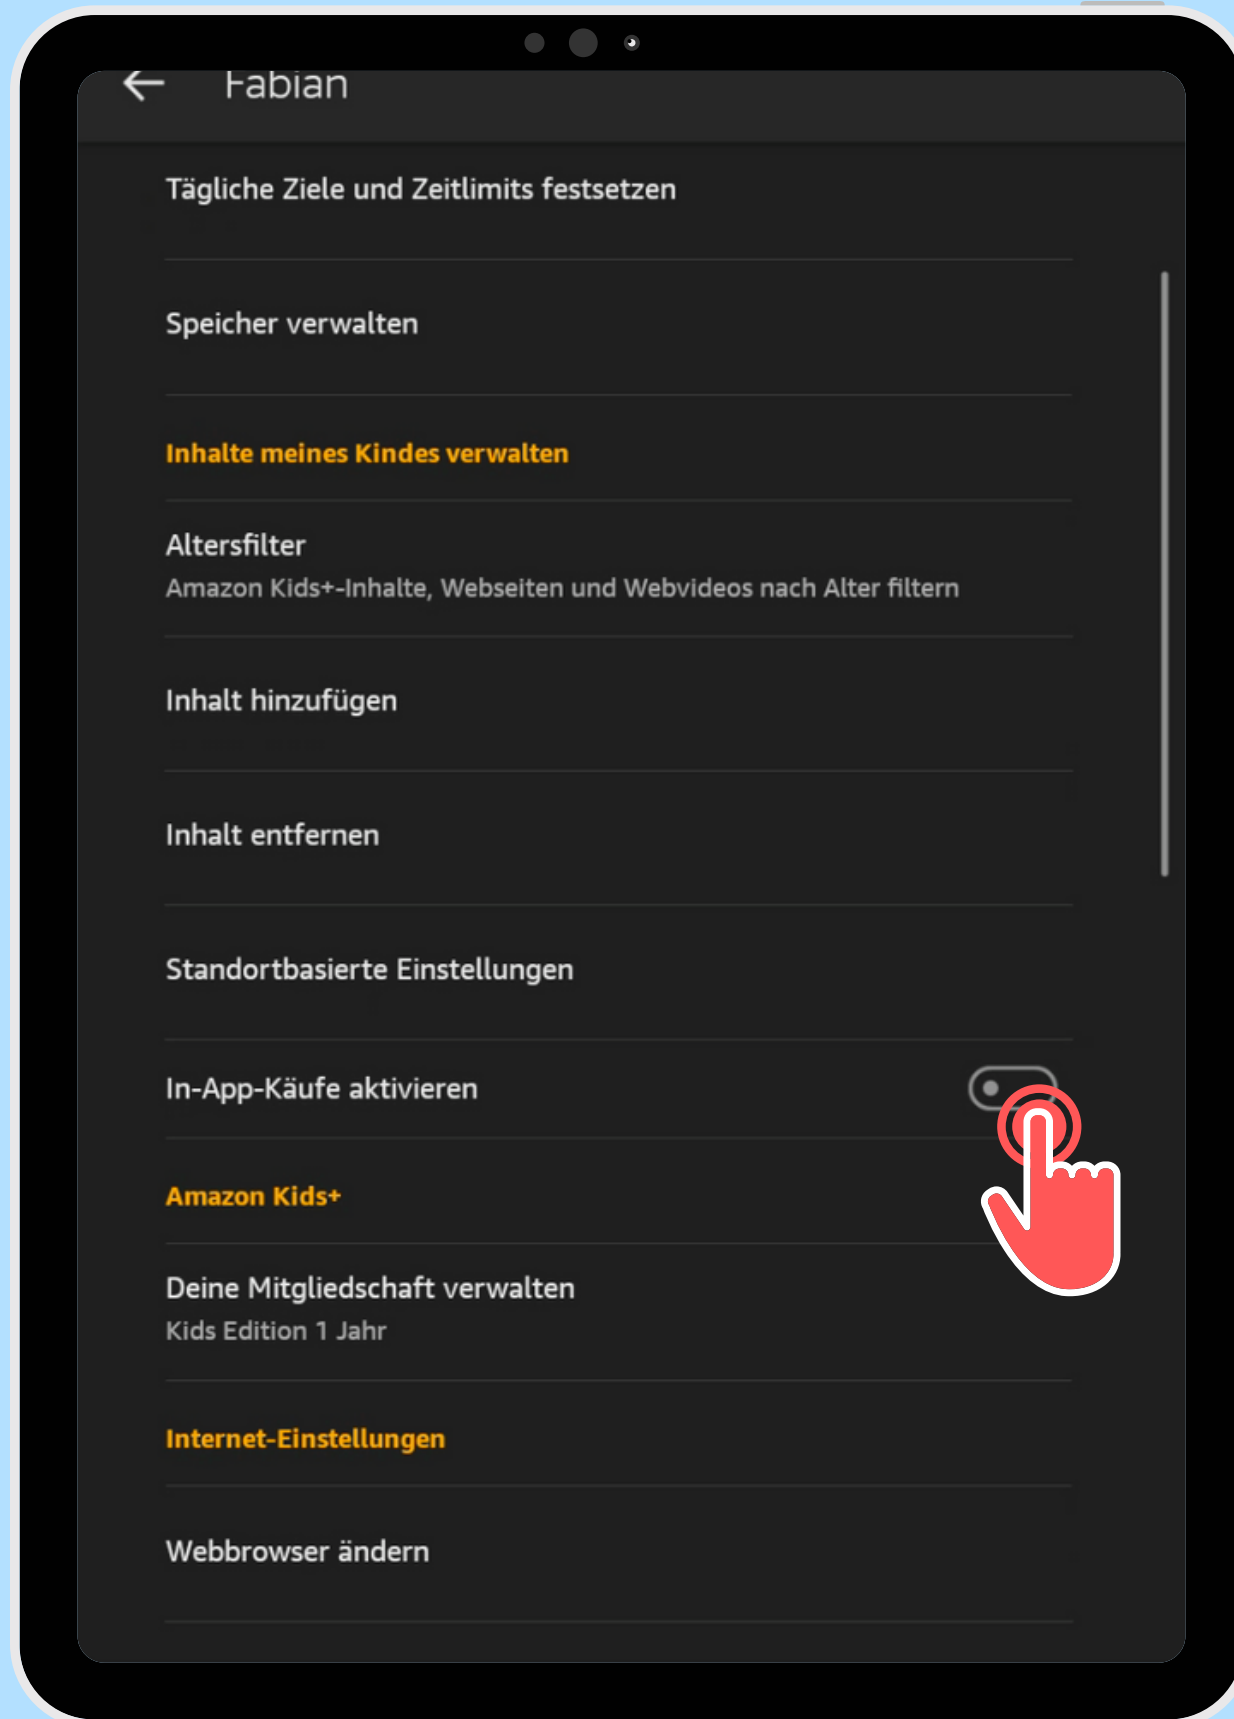 Fabian
Tägliche Ziele und Zeitlimits festsetzen
Speicher verwalten
Inhalte meines Kindes verwalten
Altersfilter
Amazon Kids+-Inhalte, Webseiten und Webvideos nach Alter filtern
Inhalt hinzufügen
Inhalt entfernen
Standortbasierte Einstellungen
In-App-Käufe aktivieren
Amazon Kids+
Deine Mitgliedschaft verwalten
Kids Edition 1 Jahr
Internet-Einstellungen
Webbrowser ändern